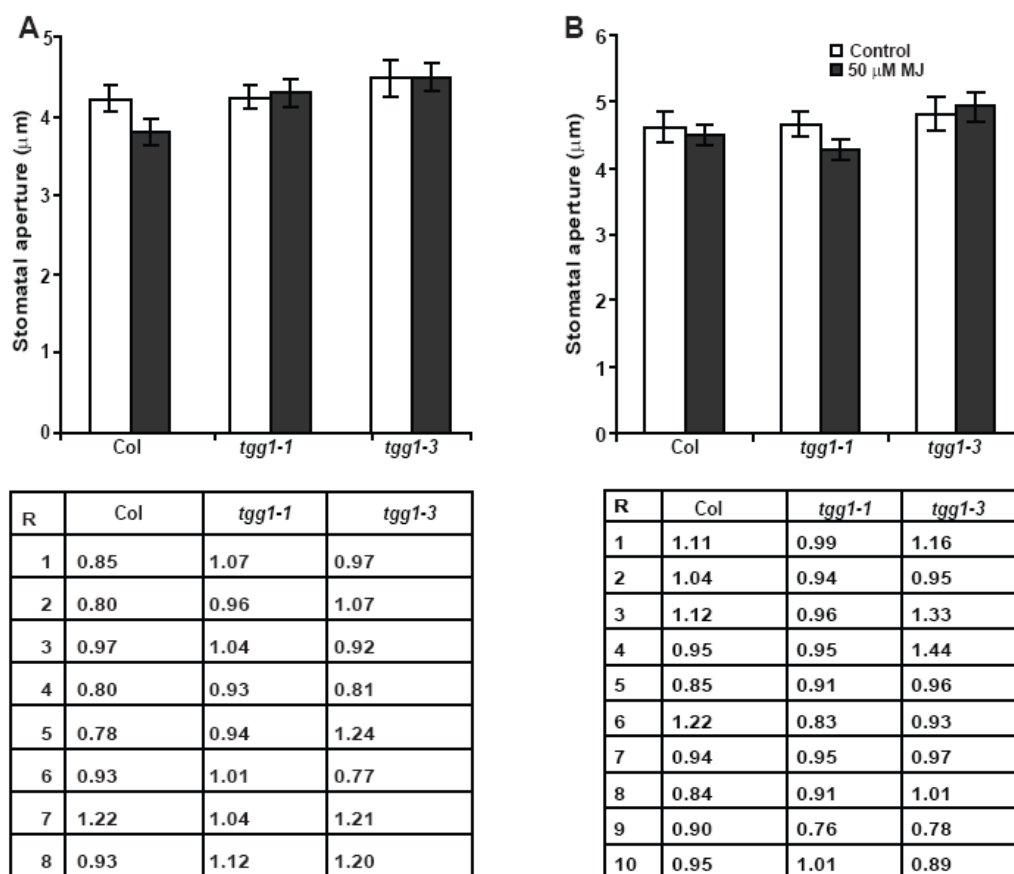 A
5
4
3
2
1
0
Stomatal aperture (μm)
Col tgg1-1 tgg1-3
R Col tgg1-1 tgg1-3
1 0.85 1.07 0.97
2 0.80 0.96 1.07
3 0.97 1.04 0.92
4 0.80 0.93 0.81
5 0.78 0.94 1.24
6 0.93 1.01 0.77
7 1.22 1.04 1.21
8 0.93 1.12 1.20
B
6
5
4
3
2
1
0
Stomatal aperture (μm)
Control
50 μM MJ
Col tgg1-1 tgg1-3
R Col tgg1-1 tgg1-3
1 1.11 0.99 1.16
2 1.04 0.94 0.95
3 1.12 0.96 1.33
4 0.95 0.95 1.44
5 0.85 0.91 0.96
6 1.22 0.83 0.93
7 0.94 0.95 0.97
8 0.84 0.91 1.01
9 0.90 0.76 0.78
10 0.95 1.01 0.89